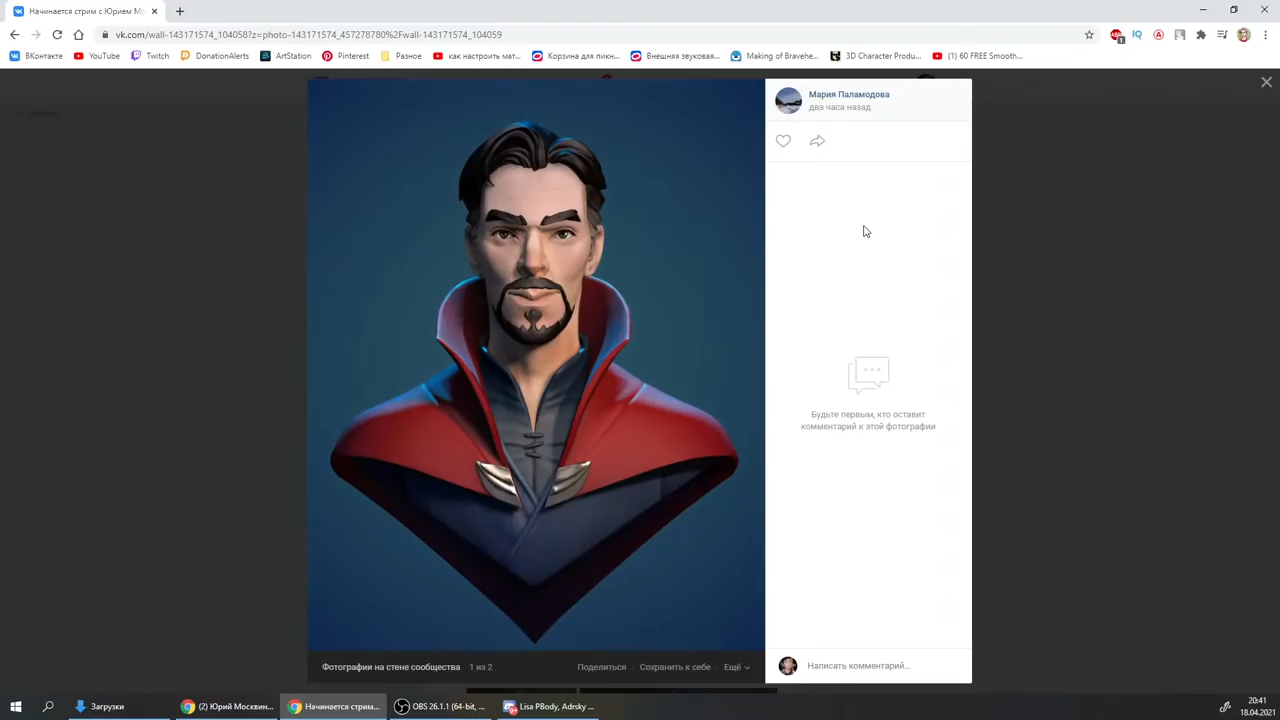 Начинается стрим с Юрием Мо
vk.com/wall-143171574_104058?z=photo-143171574_457278780%2Fwall-143171574_104059
ВКонтакте YouTube Twitch DonationAlerts ArtStation Pinterest Разное как настроить мат... Корзина для пикн... Внешняя звуковая... Making of Bravehe... 3D Character Produ... (1) 60 FREE Smooth...
Мария Паламодова
два часа назад
Будьте первым, кто оставит
комментарий к этой фотографии
Фотографии на стене сообщества 1 из 2 Поделиться · Сохранить к себе · Ещё
Написать комментарий...
Загрузки (2) Юрий Москвин... Начинается стрим... OBS 26.1.1 (64-bit, ... Lisa PBody, Adrsky ...
20:41
18.04.2021